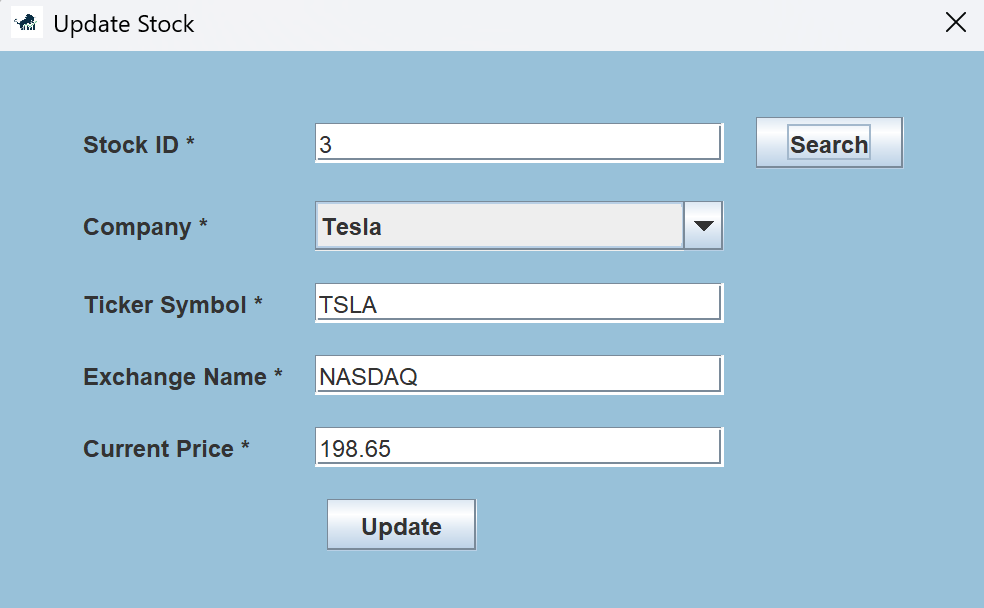 Update Stock
Stock ID * 3 Search
Company * Tesla
Ticker Symbol * TSLA
Exchange Name * NASDAQ
Current Price * 198.65
Update